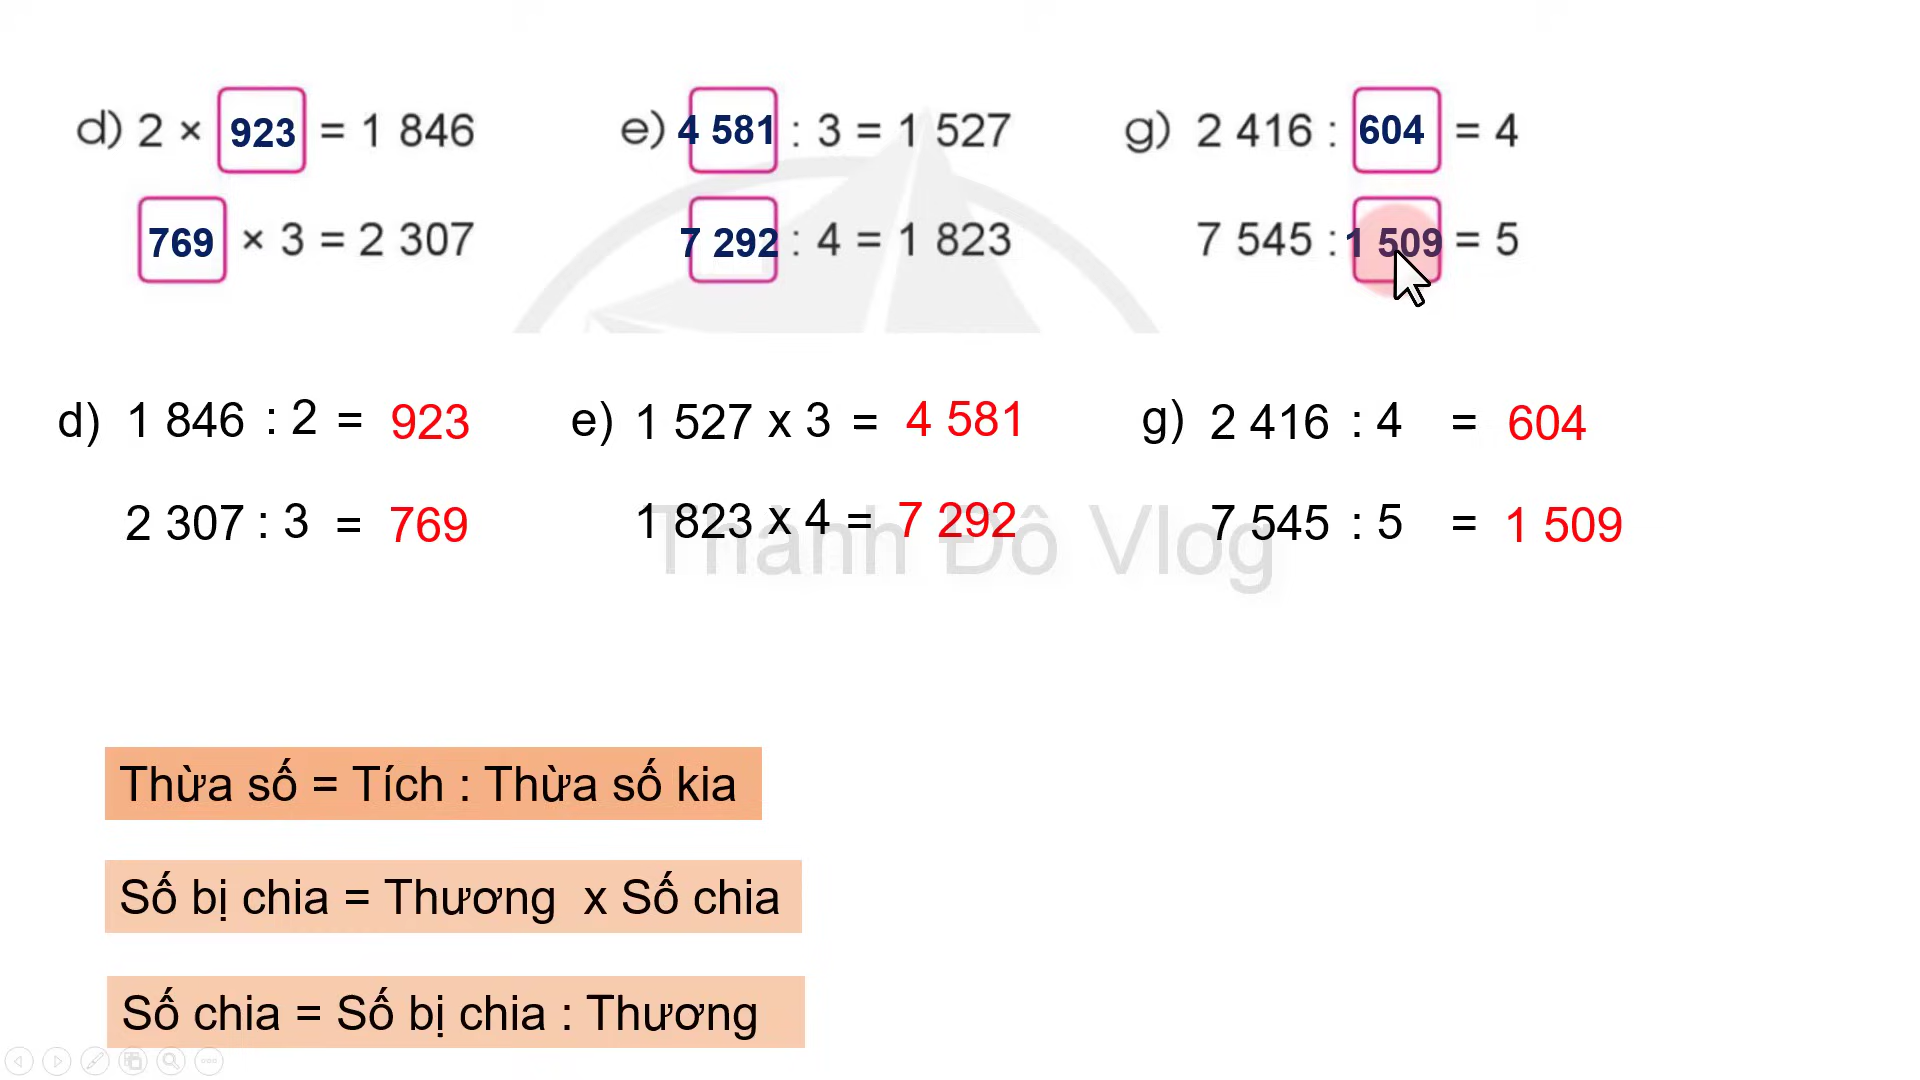 d) 2 × 923 = 1 846
769 × 3 = 2 307
e) 4 581 : 3 = 1 527
7 292 : 4 = 1 823
g) 2 416 : 604 = 4
7 545 : 1 509 = 5
d) 1 846 : 2 = 923
2 307 : 3 = 769
e) 1 527 x 3 = 4 581
1 823 x 4 = 7 292
g) 2 416 : 4 = 604
7 545 : 5 = 1 509
Thành Đô Vlog
Thừa số = Tích : Thừa số kia
Số bị chia = Thương x Số chia
Số chia = Số bị chia : Thương